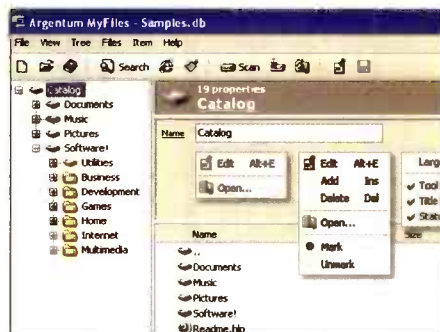 Argentum MyFiles - Samples.db
File View Tree Files Item Help
Search Scan
Catalog
Documents
Music
Pictures
Software!
Utilities
Business
Development
Games
Home
Internet
Multimedia
19 properties
Catalog
Name Catalog
Edit Alt+E
Open...
Edit Alt+E
Add Ins
Delete Del
Open...
Mark
Unmark
Larg
Tool
Title
Stat
Name Size
..
Documents
Music
Pictures
Software!
Readme.hlp